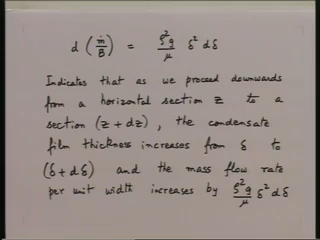 d (ṁ/B) = ρ²g/μ δ² dδ
Indicates that as we proceed downwards
from a horizontal section z to a
section (z + dz), the condensate
film thickness increases from δ to
(δ + dδ) and the mass flow rate
per unit width increases by ρ²g/μ δ² dδ